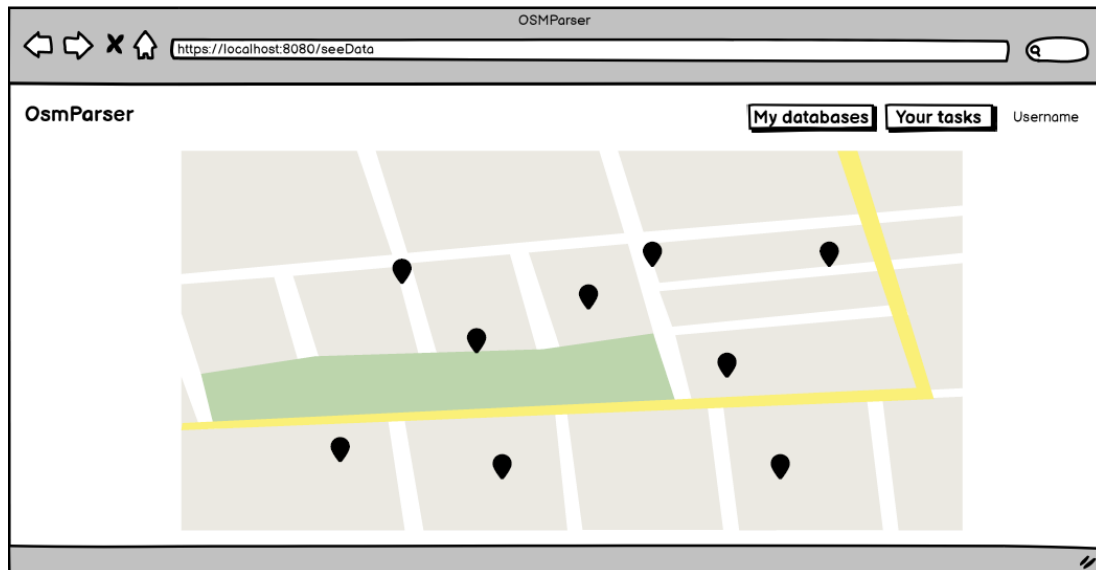 OSMParser
https://localhost:8080/seeData
OsmParser
My databases
Your tasks
Username